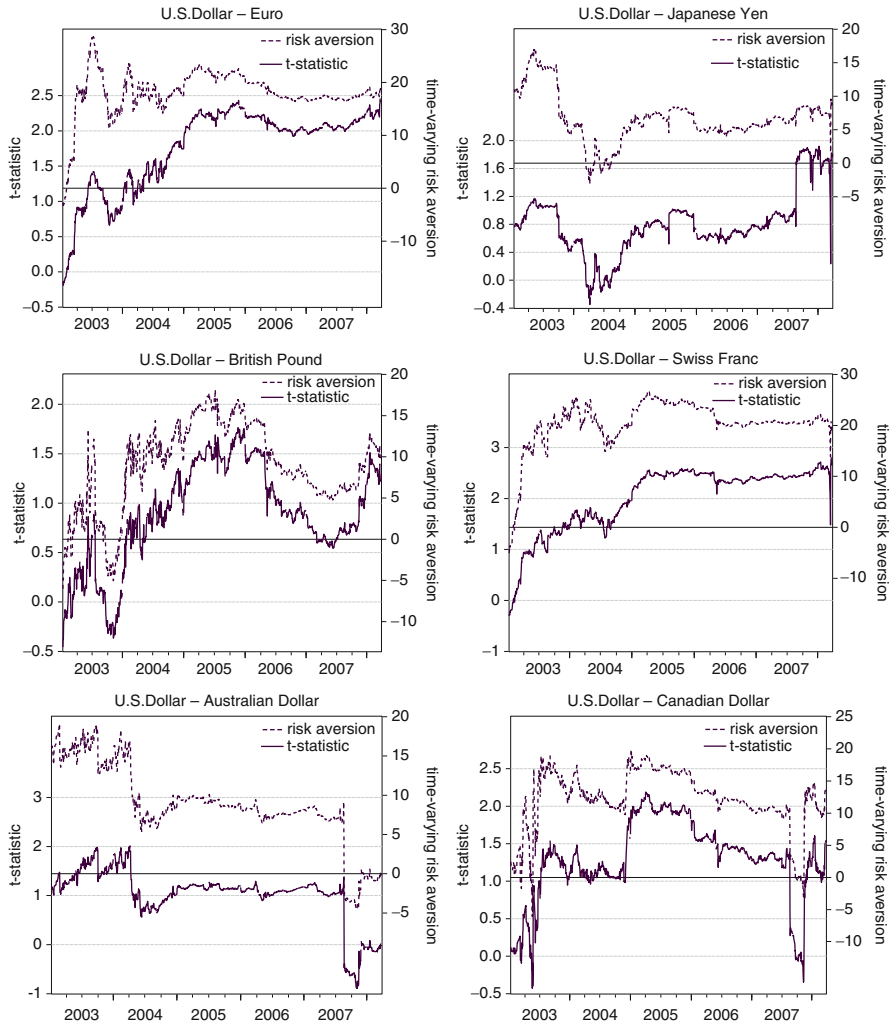 U.S.Dollar – Euro
risk aversion
t-statistic
t-statistic
2.5
2.0
1.5
1.0
0.5
0.0
–0.5
30
20
10
0
–10
time-varying risk aversion
2003 2004 2005 2006 2007
U.S.Dollar – Japanese Yen
risk aversion
t-statistic
t-statistic
2.0
1.6
1.2
0.8
0.4
0.0
–0.4
20
15
10
5
0
–5
time-varying risk aversion
2003 2004 2005 2006 2007
U.S.Dollar – British Pound
risk aversion
t-statistic
t-statistic
2.0
1.5
1.0
0.5
0.0
–0.5
20
15
10
5
0
–5
–10
time-varying risk aversion
2003 2004 2005 2006 2007
U.S.Dollar – Swiss Franc
risk aversion
t-statistic
t-statistic
3
2
1
0
–1
30
20
10
0
–10
time-varying risk aversion
2003 2004 2005 2006 2007
U.S.Dollar – Australian Dollar
risk aversion
t-statistic
t-statistic
3
2
1
0
-1
20
15
10
5
0
–5
time-varying risk aversion
2003 2004 2005 2006 2007
U.S.Dollar – Canadian Dollar
risk aversion
t-statistic
t-statistic
2.5
2.0
1.5
1.0
0.5
0.0
–0.5
25
20
15
10
5
0
–5
–10
time-varying risk aversion
2003 2004 2005 2006 2007